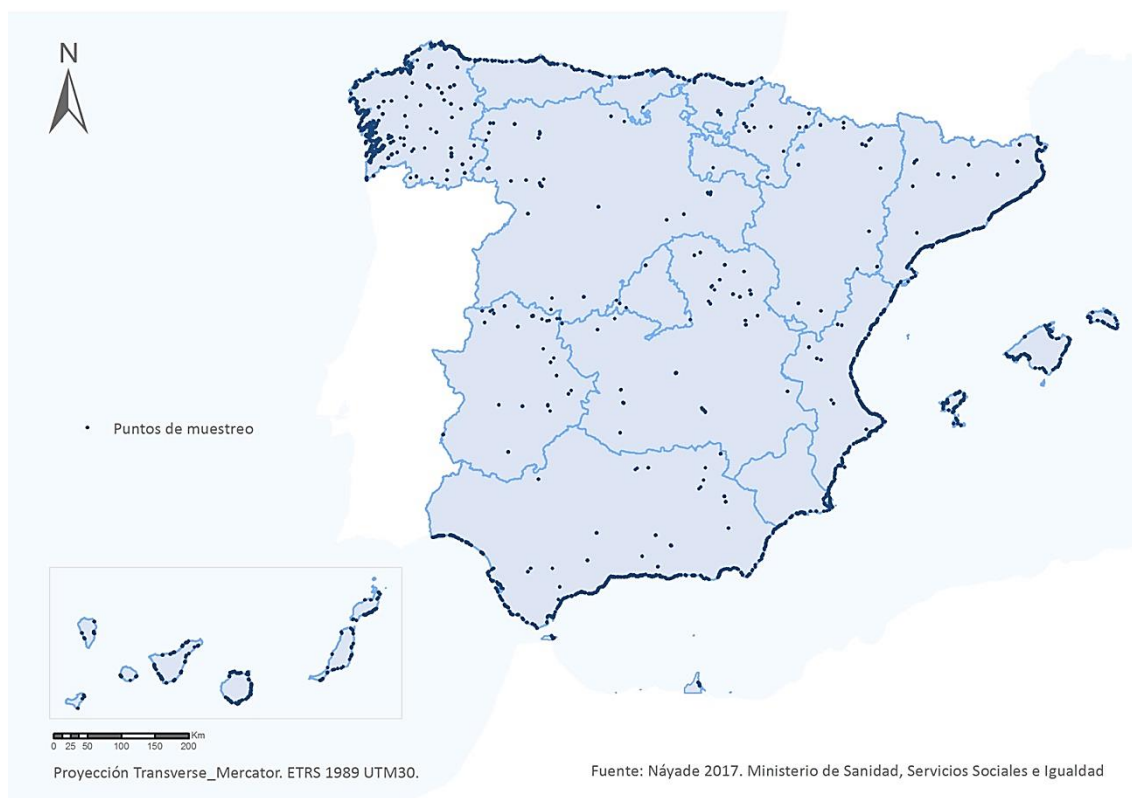 N
Puntos de muestreo
Km
0 25 50 100 150 200
Proyección Transverse_Mercator. ETRS 1989 UTM30.
Fuente: Náyade 2017. Ministerio de Sanidad, Servicios Sociales e Igualdad